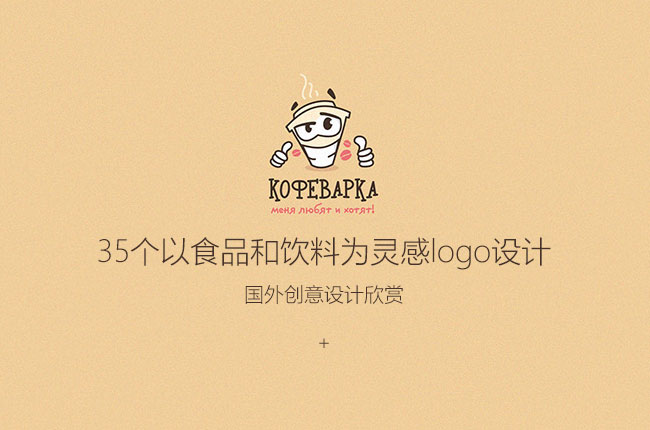 КОФЕВАРКА
меня любят и хотят!
35个以食品和饮料为灵感logo设计
国外创意设计欣赏
+